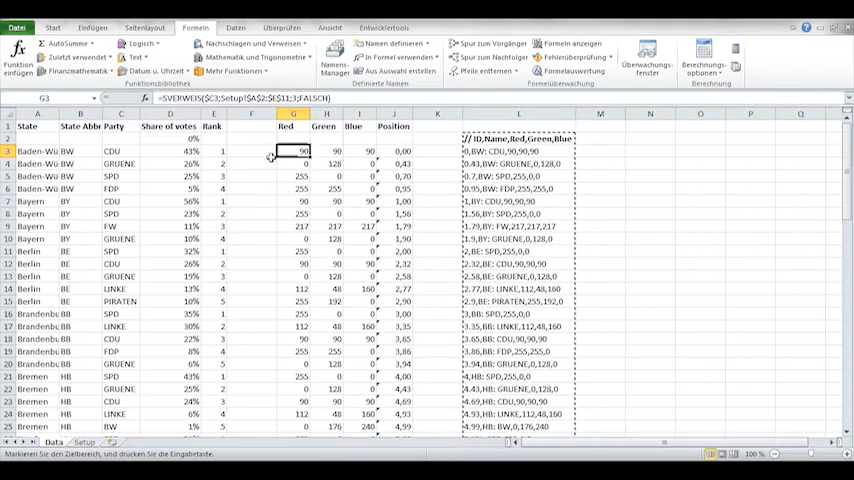 Datei Start Einfügen Seitenlayout Formeln Daten Überprüfen Ansicht Entwicklertools
fx Funktion einfügen
Σ AutoSumme Logisch Nachschlagen und Verweisen
Zuletzt verwendet Text Mathematik und Trigonometrie
Finanzmathematik Datum u. Uhrzeit Mehr Funktionen
Funktionsbibliothek
Namens-Manager
Namen definieren
In Formel verwenden
Aus Auswahl erstellen
Definierte Namen
Spur zum Vorgänger Formeln anzeigen
Spur zum Nachfolger Fehlerüberprüfung
Pfeile entfernen
Formelüberwachung
Überwachungsfenster
Berechnungsoptionen
Berechnung
G3 fx =SVERWEIS($C3;Setup!$A$2:$E$11;3;FALSCH)
A B C D E F G H I J K L M N O P
1 State State Abbr Party Share of votes Rank Red Green Blue Position
2 0% // ID,Name,Red,Green,Blue
3 Baden-Wü BW CDU 43% 1 90 90 90 0,00 0,BW: CDU,90,90,90
4 Baden-Wü BW GRUENE 26% 2 0 128 0 0,43 0.43,BW: GRUENE,0,128,0
5 Baden-Wü BW SPD 25% 3 255 0 0 0,70 0.7,BW: SPD,255,0,0
6 Baden-Wü BW FDP 5% 4 255 255 0 0,95 0.95,BW: FDP,255,255,0
7 Bayern BY CDU 56% 1 90 90 90 1,00 1,BY: CDU,90,90,90
8 Bayern BY SPD 23% 2 255 0 0 1,56 1.56,BY: SPD,255,0,0
9 Bayern BY FW 11% 3 217 217 217 1,79 1.79,BY: FW,217,217,217
10 Bayern BY GRUENE 10% 4 0 128 0 1,90 1.9,BY: GRUENE,0,128,0
11 Berlin BE SPD 32% 1 255 0 0 2,00 2,BE: SPD,255,0,0
12 Berlin BE CDU 26% 2 90 90 90 2,32 2.32,BE: CDU,90,90,90
13 Berlin BE GRUENE 19% 3 0 128 0 2,58 2.58,BE: GRUENE,0,128,0
14 Berlin BE LINKE 13% 4 112 48 160 2,77 2.77,BE: LINKE,112,48,160
15 Berlin BE PIRATEN 10% 5 255 192 0 2,90 2.9,BE: PIRATEN,255,192,0
16 Brandenbu BB SPD 35% 1 255 0 0 3,00 3,BB: SPD,255,0,0
17 Brandenbu BB LINKE 30% 2 112 48 160 3,35 3.35,BB: LINKE,112,48,160
18 Brandenbu BB CDU 22% 3 90 90 90 3,65 3.65,BB: CDU,90,90,90
19 Brandenbu BB FDP 8% 4 255 255 0 3,86 3.86,BB: FDP,255,255,0
20 Brandenbu BB GRUENE 6% 5 0 128 0 3,94 3.94,BB: GRUENE,0,128,0
21 Bremen HB SPD 43% 1 255 0 0 4,00 4,HB: SPD,255,0,0
22 Bremen HB GRUENE 25% 2 0 128 0 4,43 4.43,HB: GRUENE,0,128,0
23 Bremen HB CDU 24% 3 90 90 90 4,69 4.69,HB: CDU,90,90,90
24 Bremen HB LINKE 6% 4 112 48 160 4,93 4.93,HB: LINKE,112,48,160
25 Bremen HB BW 1% 5 0 176 240 4,99 4.99,HB: BW,0,176,240
Data Setup
Markieren Sie den Zielbereich, und drücken Sie die Eingabetaste. 100 %